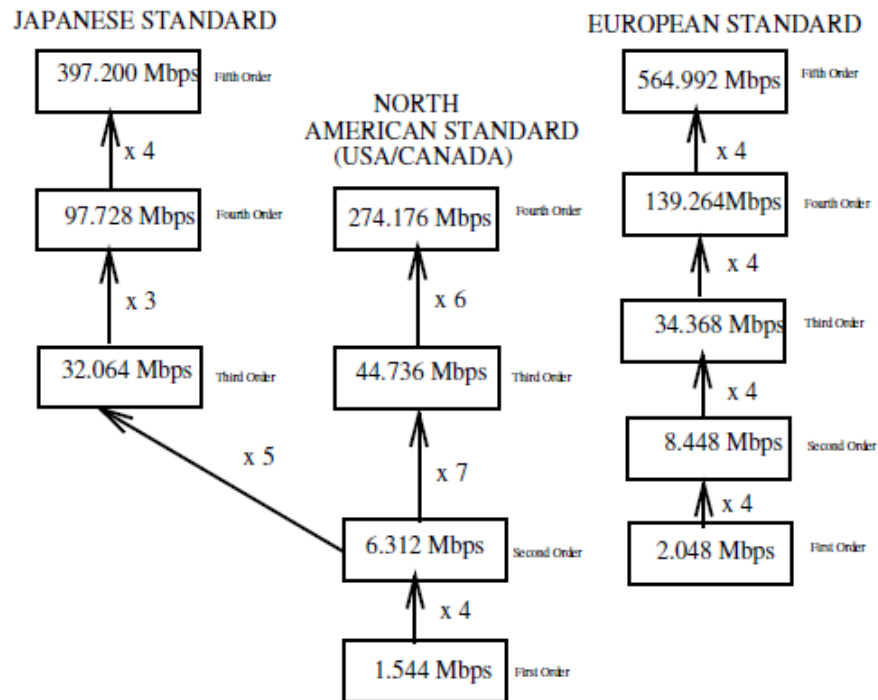 JAPANESE STANDARD
397.200 Mbps Fifth Order
x 4
97.728 Mbps Fourth Order
x 3
32.064 Mbps Third Order
x 5
NORTH
AMERICAN STANDARD
(USA/CANADA)
274.176 Mbps Fourth Order
x 6
44.736 Mbps Third Order
x 7
6.312 Mbps Second Order
x 4
1.544 Mbps First Order
EUROPEAN STANDARD
564.992 Mbps Fifth Order
x 4
139.264Mbps Fourth Order
x 4
34.368 Mbps Third Order
x 4
8.448 Mbps Second Order
x 4
2.048 Mbps First Order